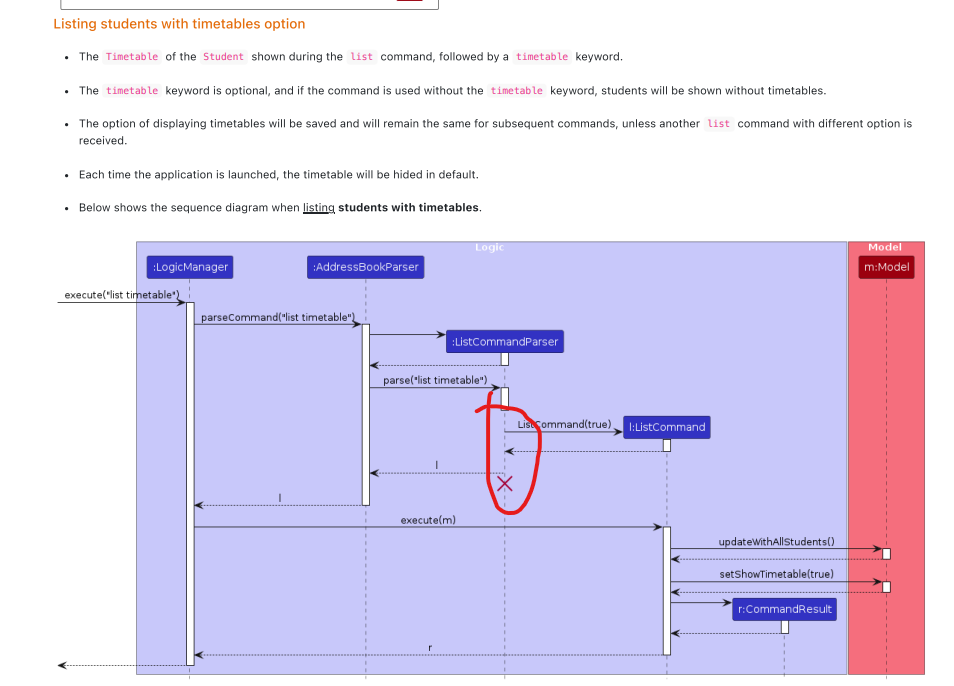 Listing students with timetables option
The Timetable of the Student shown during the list command, followed by a timetable keyword.
The timetable keyword is optional, and if the command is used without the timetable keyword, students will be shown without timetables.
The option of displaying timetables will be saved and will remain the same for subsequent commands, unless another list command with different option is
received.
Each time the application is launched, the timetable will be hided in default.
Below shows the sequence diagram when listing students with timetables.
Logic
Model
:LogicManager
:AddressBookParser
m:Model
execute("list timetable")
parseCommand("list timetable")
:ListCommandParser
parse("list timetable")
ListCommand(true)
l:ListCommand
l
l
execute(m)
updateWithAllStudents()
setShowTimetable(true)
r:CommandResult
r